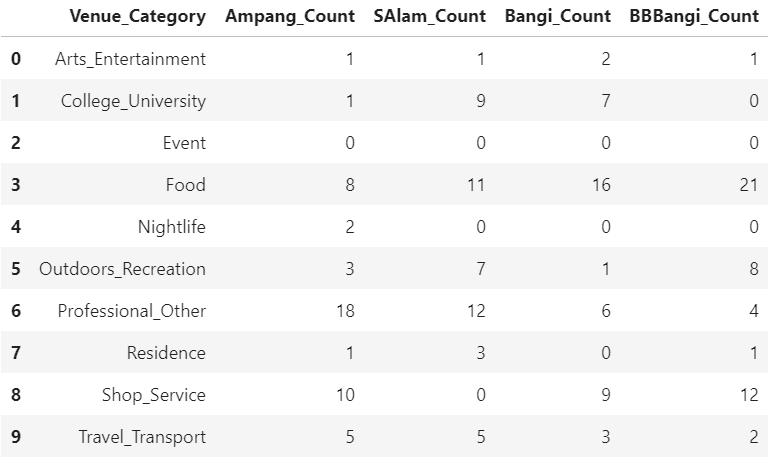 Venue_Category Ampang_Count SAlam_Count Bangi_Count BBBangi_Count
0 Arts_Entertainment 1 1 2 1
1 College_University 1 9 7 0
2 Event 0 0 0 0
3 Food 8 11 16 21
4 Nightlife 2 0 0 0
5 Outdoors_Recreation 3 7 1 8
6 Professional_Other 18 12 6 4
7 Residence 1 3 0 1
8 Shop_Service 10 0 9 12
9 Travel_Transport 5 5 3 2